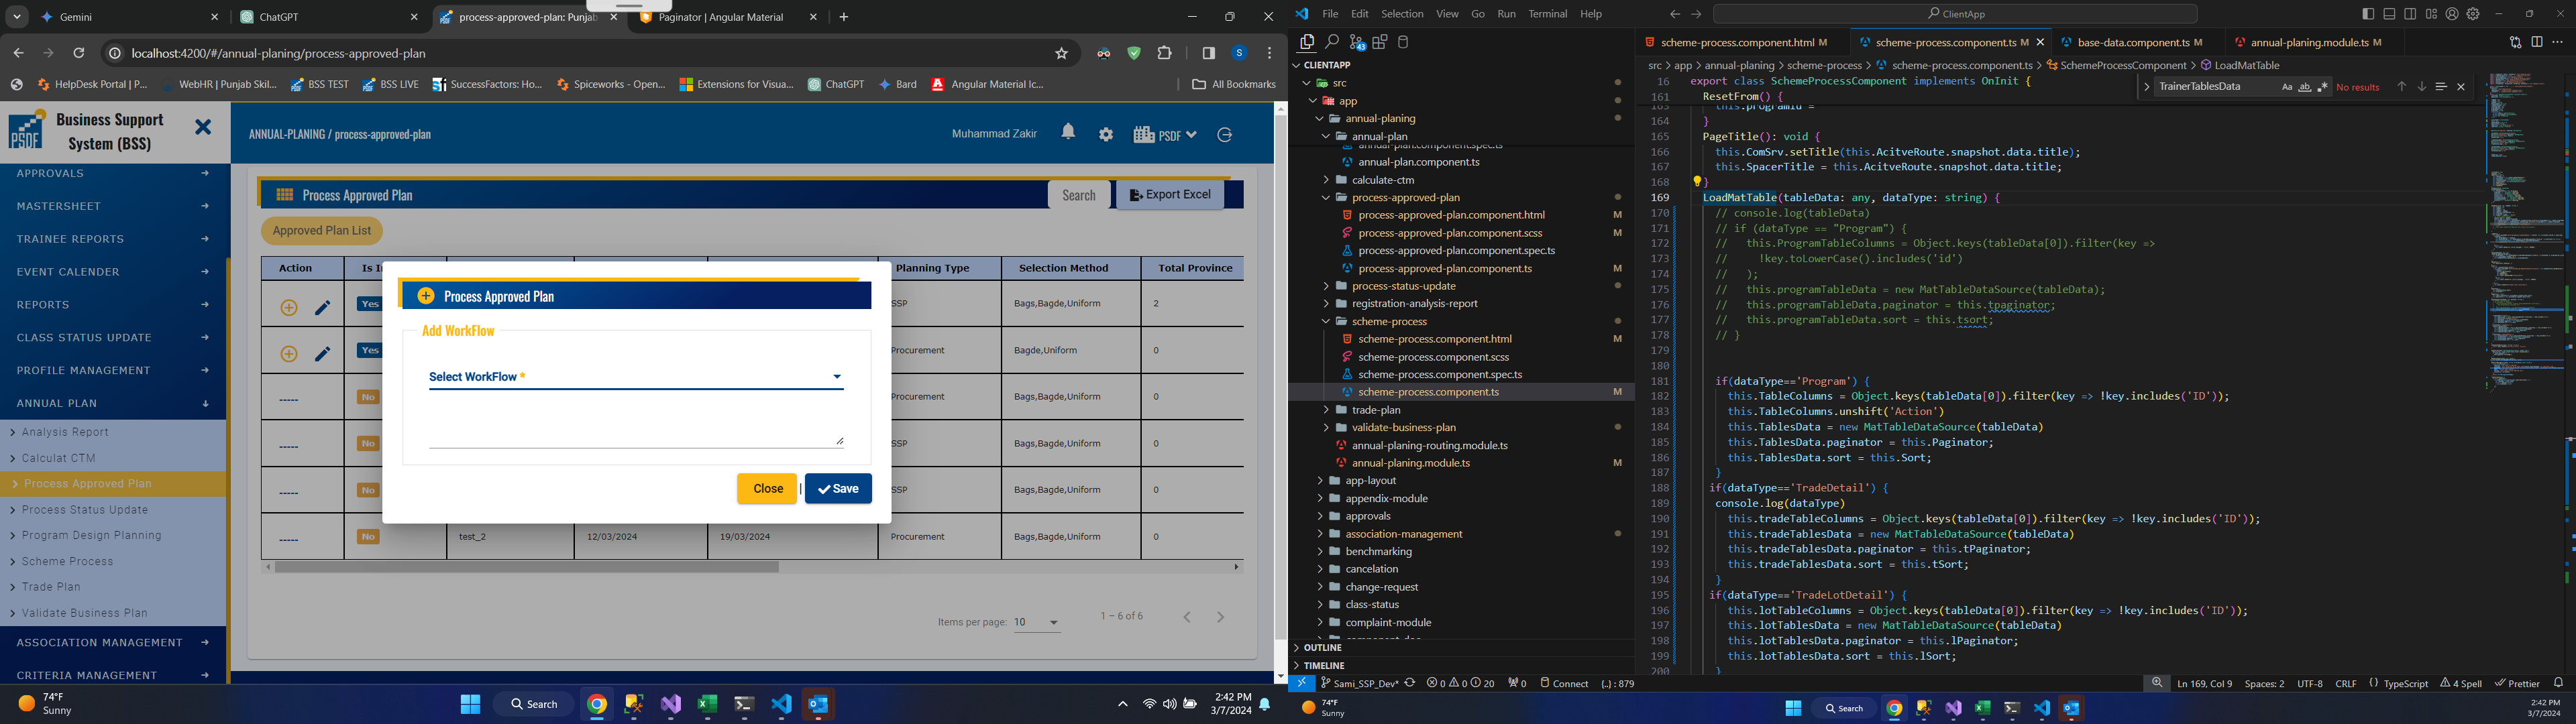 Gemini
ChatGPT
process-approved-plan: Punjab
Paginator | Angular Material
localhost:4200/#/annual-planing/process-approved-plan
S
HelpDesk Portal | P...
WebHR | Punjab Skil...
BSS TEST
BSS LIVE
SuccessFactors: Ho...
Spiceworks - Open...
Extensions for Visua...
ChatGPT
Bard
Angular Material Ic...
All Bookmarks
PSDF
Business Support
System (BSS)
ANNUAL-PLANING / process-approved-plan
Muhammad Zakir
PSDF
APPROVALS
MASTERSHEET
TRAINEE REPORTS
EVENT CALENDER
REPORTS
CLASS STATUS UPDATE
PROFILE MANAGEMENT
ANNUAL PLAN
Analysis Report
Calculat CTM
Process Approved Plan
Process Status Update
Program Design Planning
Scheme Process
Trade Plan
Validate Business Plan
ASSOCIATION MANAGEMENT
CRITERIA MANAGEMENT
Process Approved Plan
Search
Export Excel
Approved Plan List
Action Is I Planning Type Selection Method Total Province
Yes SSP Bags,Bagde,Uniform 2
Yes Procurement Bagde,Uniform 0
----- No Procurement Bags,Bagde,Uniform 0
----- No SSP Bags,Bagde,Uniform 0
----- No SSP Bags,Bagde,Uniform 0
----- No test_2 12/03/2024 19/03/2024 Procurement Bags,Bagde,Uniform 0
Items per page: 10 1 – 6 of 6
Process Approved Plan
Add WorkFlow
Select WorkFlow *
Close | Save
74°F
Sunny
Search
2:42 PM
3/7/2024
File Edit Selection View Go Run Terminal Help
ClientApp
43
scheme-process.component.html M
scheme-process.component.ts M
base-data.component.ts M
annual-planing.module.ts M
CLIENTAPP
src
app
annual-planing
annual-plan
annual-plan.component.spec.ts
annual-plan.component.ts
calculate-ctm
process-approved-plan
process-approved-plan.component.html M
process-approved-plan.component.scss M
process-approved-plan.component.spec.ts
process-approved-plan.component.ts M
process-status-update
registration-analysis-report
scheme-process
scheme-process.component.html M
scheme-process.component.scss
scheme-process.component.spec.ts
scheme-process.component.ts M
trade-plan
validate-business-plan
annual-planing-routing.module.ts
annual-planing.module.ts M
app-layout
appendix-module
approvals
association-management
benchmarking
cancelation
change-request
class-status
complaint-module
OUTLINE
TIMELINE
src > app > annual-planing > scheme-process > scheme-process.component.ts > SchemeProcessComponent > LoadMatTable
TrainerTablesData Aa ab .* No results
16 export class SchemeProcessComponent implements OnInit {
161 ResetFrom() {
163 this.programId =
164 }
165 PageTitle(): void {
166 this.ComSrv.setTitle(this.AcitveRoute.snapshot.data.title);
167 this.SpacerTitle = this.AcitveRoute.snapshot.data.title;
168 }
169 LoadMatTable(tableData: any, dataType: string) {
170 // console.log(tableData)
171 // if (dataType == "Program") {
172 // this.ProgramTableColumns = Object.keys(tableData[0]).filter(key =>
173 // !key.toLowerCase().includes('id')
174 // );
175 // this.programTableData = new MatTableDataSource(tableData);
176 // this.programTableData.paginator = this.tpaginator;
177 // this.programTableData.sort = this.tsort;
178 // }
179
180
181 if(dataType=='Program') {
182 this.TableColumns = Object.keys(tableData[0]).filter(key => !key.includes('ID'));
183 this.TableColumns.unshift('Action')
184 this.TablesData = new MatTableDataSource(tableData)
185 this.TablesData.paginator = this.Paginator;
186 this.TablesData.sort = this.Sort;
187 }
188 if(dataType=='TradeDetail') {
189 console.log(dataType)
190 this.tradeTableColumns = Object.keys(tableData[0]).filter(key => !key.includes('ID'));
191 this.tradeTablesData = new MatTableDataSource(tableData)
192 this.tradeTablesData.paginator = this.tPaginator;
193 this.tradeTablesData.sort = this.tSort;
194 }
195 if(dataType=='TradeLotDetail') {
196 this.lotTableColumns = Object.keys(tableData[0]).filter(key => !key.includes('ID'));
197 this.lotTablesData = new MatTableDataSource(tableData)
198 this.lotTablesData.paginator = this.lPaginator;
199 this.lotTablesData.sort = this.lSort;
200 }
Sami_SSP_Dev* 0 0 20 0 Connect {..} : 879
Ln 169, Col 9 Spaces: 2 UTF-8 CRLF {} TypeScript 4 Spell Prettier
74°F
Sunny
Search
2:42 PM
3/7/2024